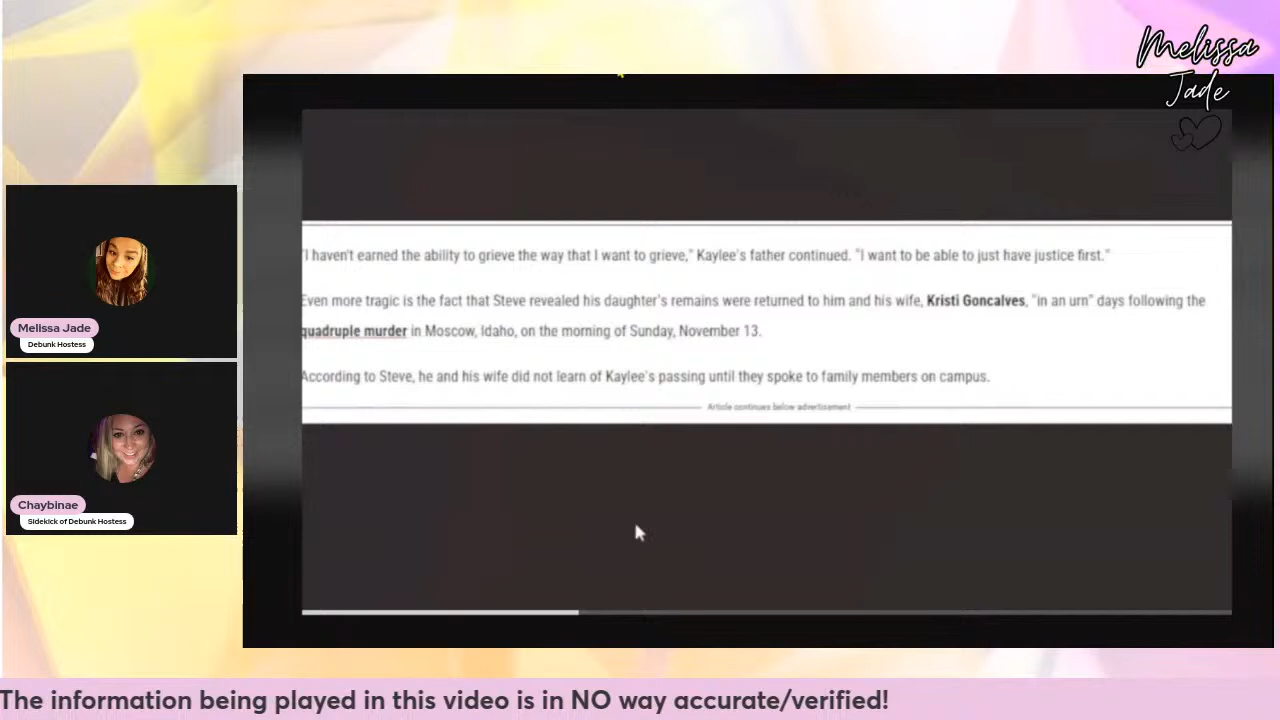 Melissa
Jade
"I haven't earned the ability to grieve the way that I want to grieve," Kaylee's father continued. "I want to be able to just have justice first."
Even more tragic is the fact that Steve revealed his daughter's remains were returned to him and his wife, Kristi Goncalves, "in an urn" days following the
quadruple murder in Moscow, Idaho, on the morning of Sunday, November 13.
According to Steve, he and his wife did not learn of Kaylee's passing until they spoke to family members on campus.
Article continues below advertisement
Melissa Jade
Debunk Hostess
Chaybinae
Sidekick of Debunk Hostess
The information being played in this video is in NO way accurate/verified!